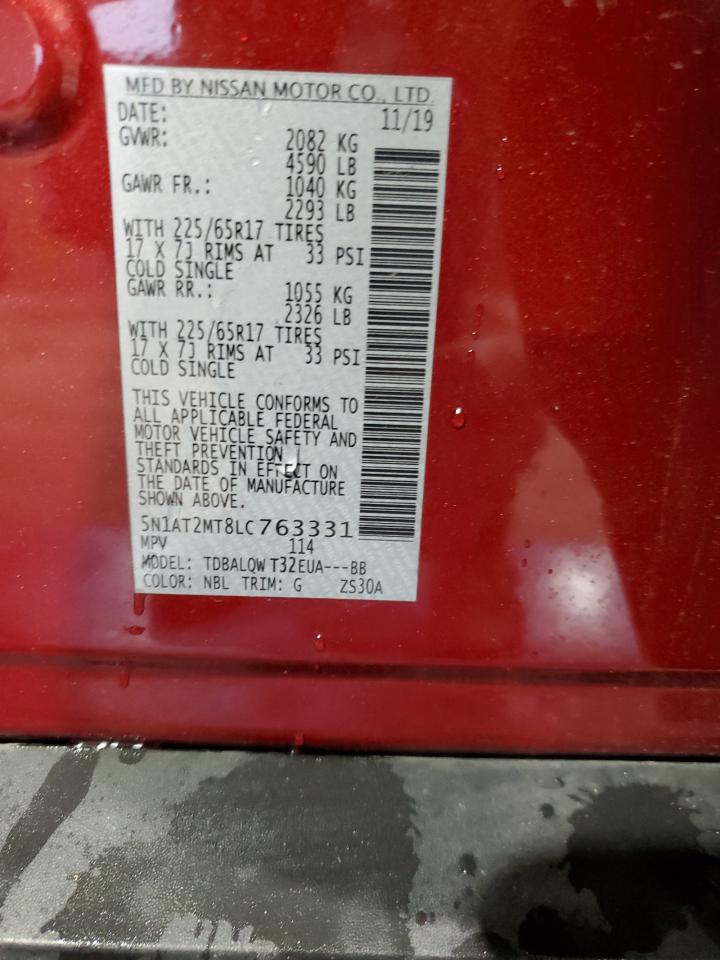 MFD BY NISSAN MOTOR CO., LTD.
DATE: 11/19
GVWR: 2082 KG
4590 LB
GAWR FR.: 1040 KG
2293 LB
WITH 225/65R17 TIRES
17 X 7J RIMS AT 33 PSI
COLD SINGLE
GAWR RR.: 1055 KG
2326 LB
WITH 225/65R17 TIRES
17 X 7J RIMS AT 33 PSI
COLD SINGLE
THIS VEHICLE CONFORMS TO
ALL APPLICABLE FEDERAL
MOTOR VEHICLE SAFETY AND
THEFT PREVENTION
STANDARDS IN EFFECT ON
THE DATE OF MANUFACTURE
SHOWN ABOVE.
5N1AT2MT8LC763331
MPV 114
MODEL: TDBALQW T32EUA---BB
COLOR: NBL TRIM: G ZS30A